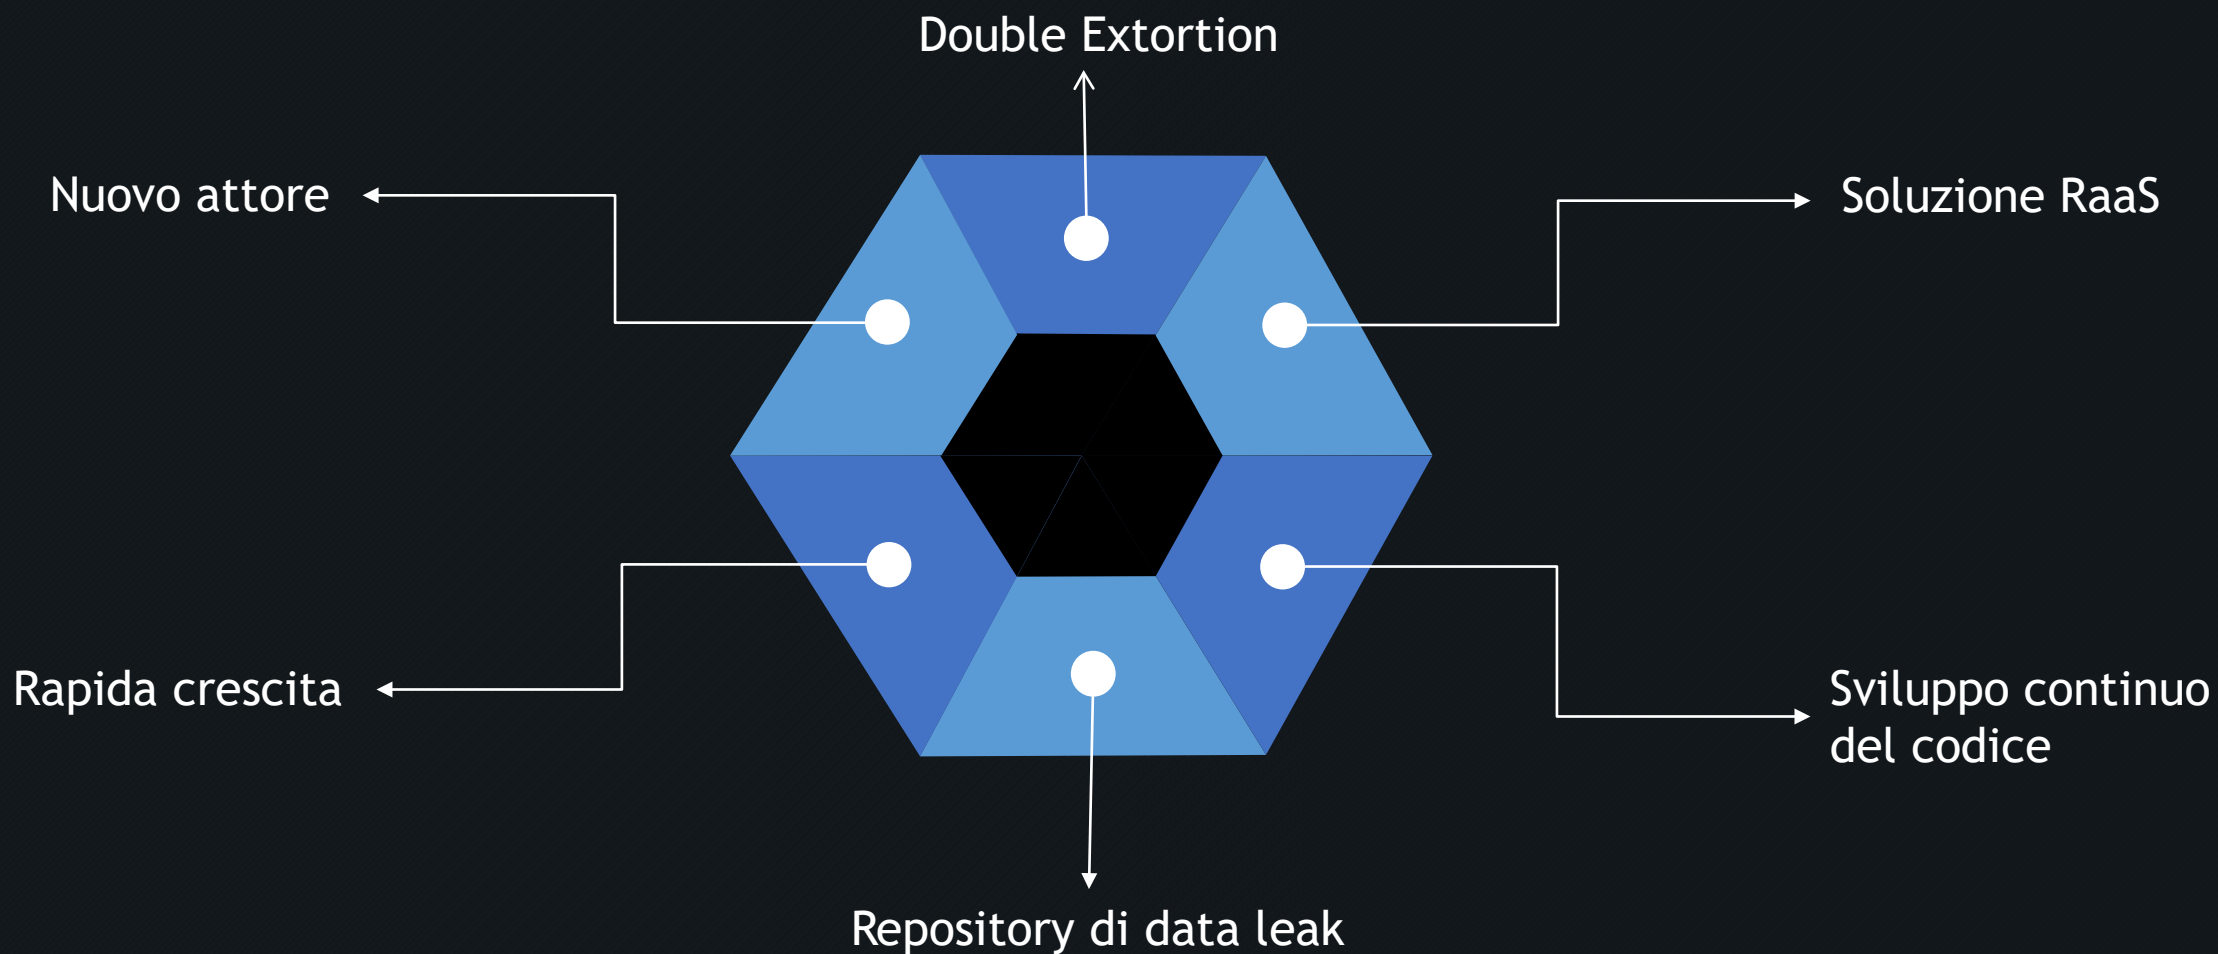 Double Extortion
Nuovo attore
Soluzione RaaS
Rapida crescita
Sviluppo continuo
del codice
Repository di data leak